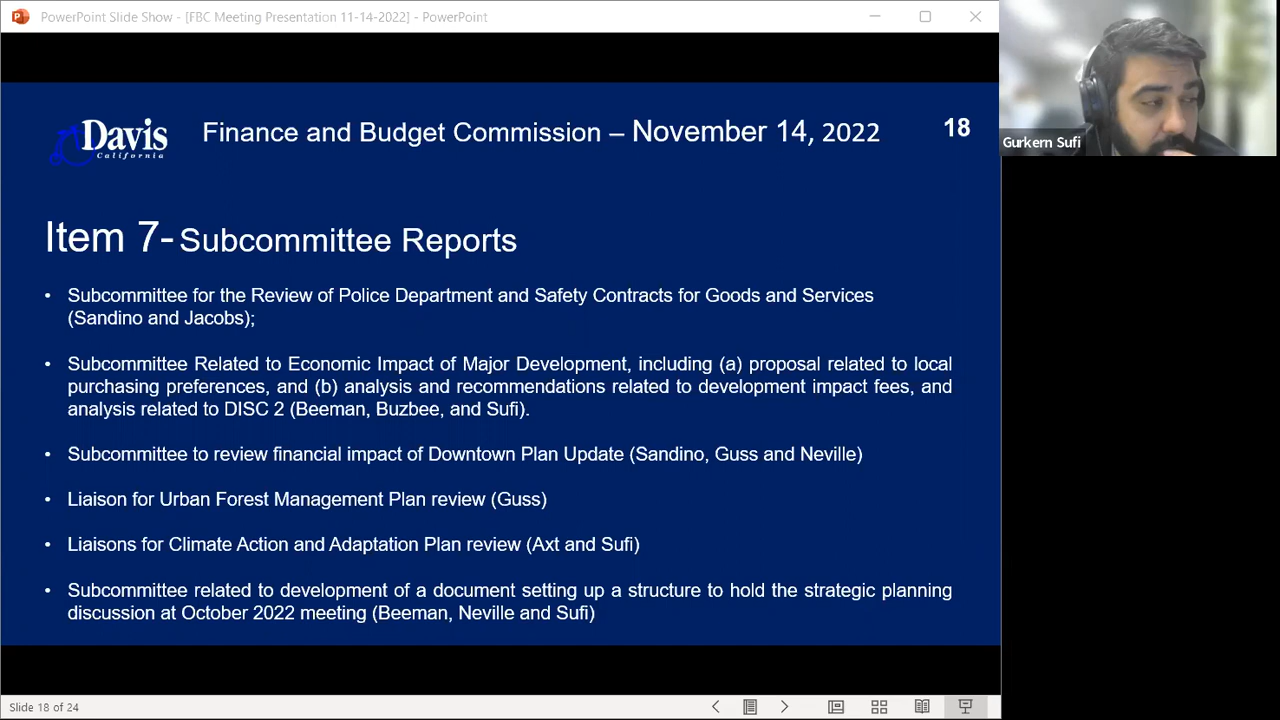 PowerPoint Slide Show - [FBC Meeting Presentation 11-14-2022] - PowerPoint
Davis
California
Finance and Budget Commission – November 14, 2022
18
Gurkern Sufi
Item 7- Subcommittee Reports
• Subcommittee for the Review of Police Department and Safety Contracts for Goods and Services
(Sandino and Jacobs);
• Subcommittee Related to Economic Impact of Major Development, including (a) proposal related to local
purchasing preferences, and (b) analysis and recommendations related to development impact fees, and
analysis related to DISC 2 (Beeman, Buzbee, and Sufi).
• Subcommittee to review financial impact of Downtown Plan Update (Sandino, Guss and Neville)
• Liaison for Urban Forest Management Plan review (Guss)
• Liaisons for Climate Action and Adaptation Plan review (Axt and Sufi)
• Subcommittee related to development of a document setting up a structure to hold the strategic planning
discussion at October 2022 meeting (Beeman, Neville and Sufi)
Slide 18 of 24